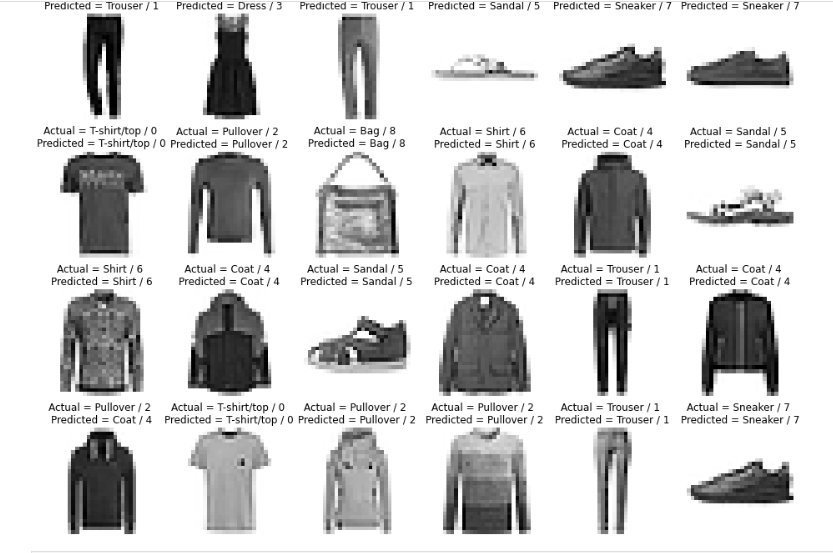 Predicted = Trouser / 1 Predicted = Dress / 3 Predicted = Trouser / 1 Predicted = Sandal / 5 Predicted = Sneaker / 7 Predicted = Sneaker / 7
Actual = T-shirt/top / 0 Actual = Pullover / 2 Actual = Bag / 8 Actual = Shirt / 6 Actual = Coat / 4 Actual = Sandal / 5
Predicted = T-shirt/top / 0 Predicted = Pullover / 2 Predicted = Bag / 8 Predicted = Shirt / 6 Predicted = Coat / 4 Predicted = Sandal / 5
Actual = Shirt / 6 Actual = Coat / 4 Actual = Sandal / 5 Actual = Coat / 4 Actual = Trouser / 1 Actual = Coat / 4
Predicted = Shirt / 6 Predicted = Coat / 4 Predicted = Sandal / 5 Predicted = Coat / 4 Predicted = Trouser / 1 Predicted = Coat / 4
Actual = Pullover / 2 Actual = T-shirt/top / 0 Actual = Pullover / 2 Actual = Pullover / 2 Actual = Trouser / 1 Actual = Sneaker / 7
Predicted = Coat / 4 Predicted = T-shirt/top / 0 Predicted = Pullover / 2 Predicted = Pullover / 2 Predicted = Trouser / 1 Predicted = Sneaker / 7